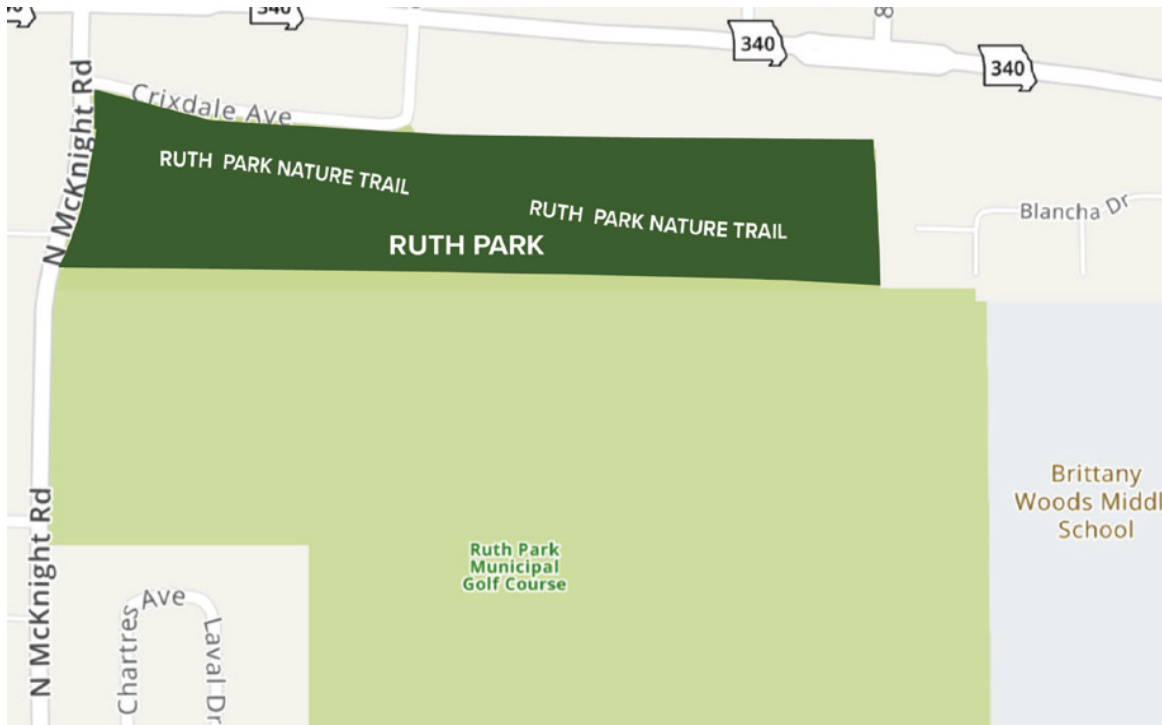 340
340
340
N McKnight Rd
Crixdale Ave
RUTH PARK NATURE TRAIL
RUTH PARK NATURE TRAIL
RUTH PARK
Blancha Dr
Brittany
Woods Middl
School
Ruth Park
Municipal
Golf Course
N McKnight Rd
Chartres Ave
Laval Dr